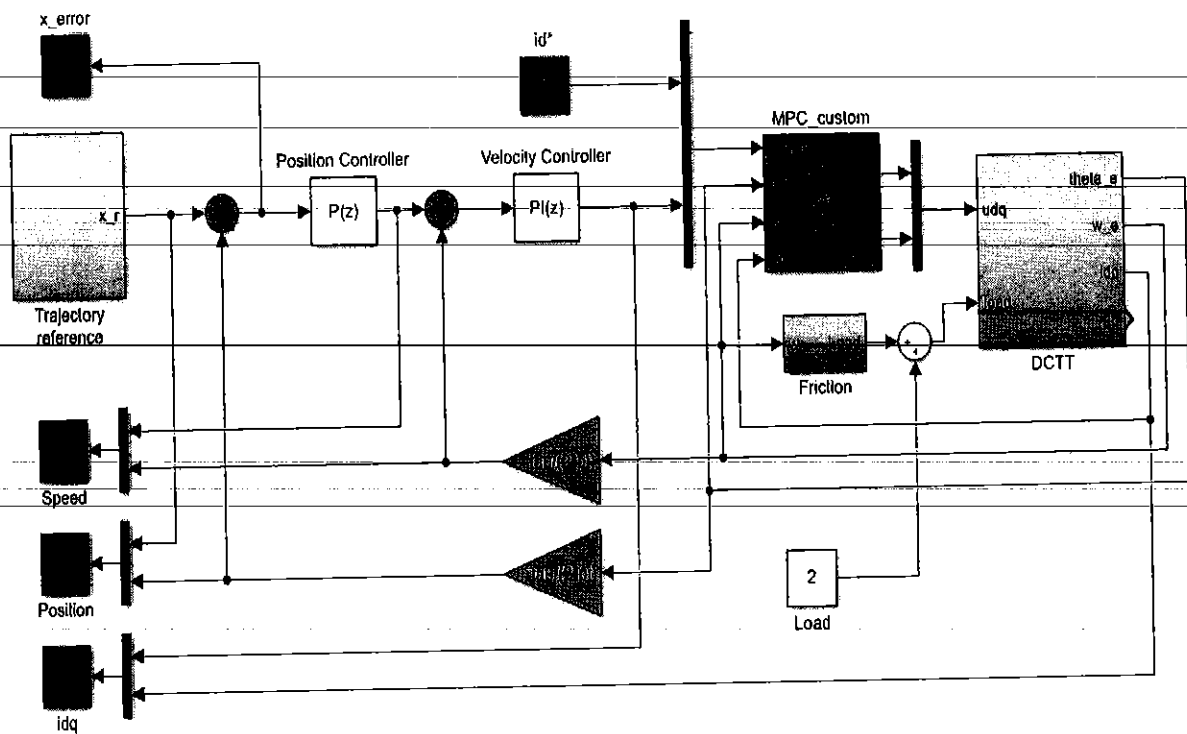 x_error
id*
MPC_custom
Position Controller
Velocity Controller
x_r
P(z)
PI(z)
udq
theta_e
w_e
idq
load
Trajectory
reference
Friction
DCTT
Speed
Position
2
Load
idq